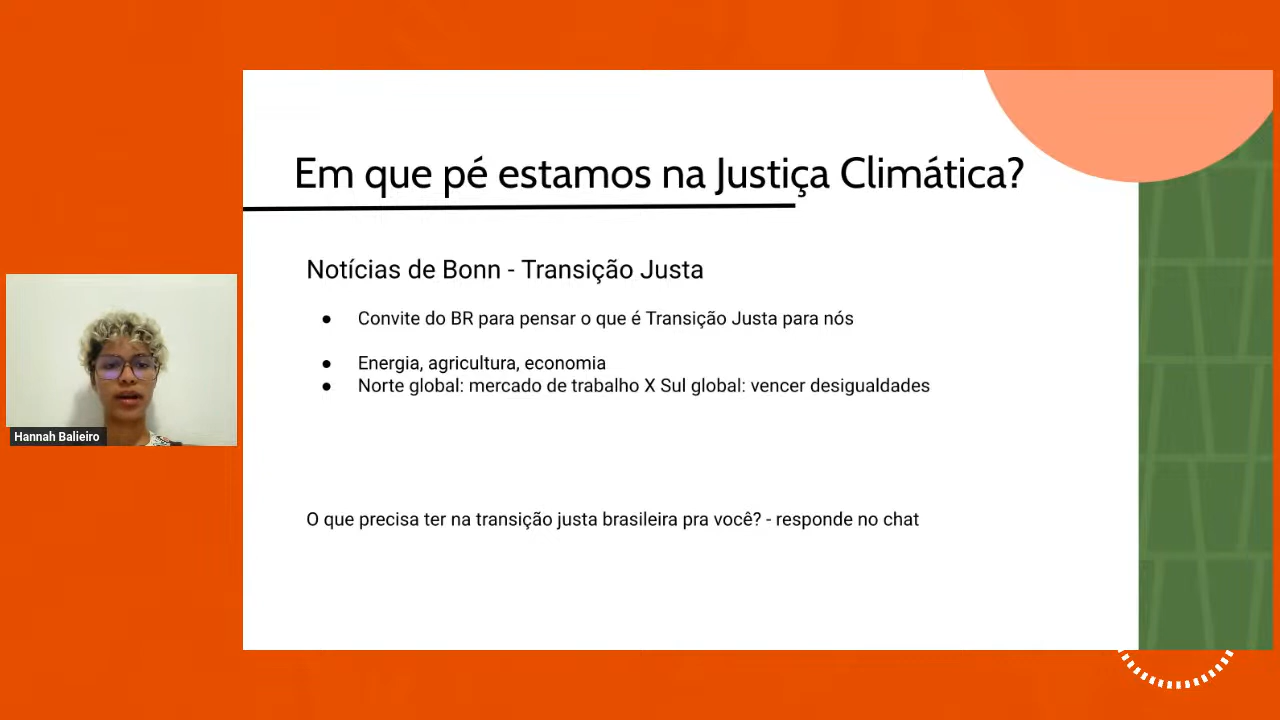 Em que pé estamos na Justiça Climática?
Notícias de Bonn - Transição Justa
● Convite do BR para pensar o que é Transição Justa para nós
● Energia, agricultura, economia
● Norte global: mercado de trabalho X Sul global: vencer desigualdades
O que precisa ter na transição justa brasileira pra você? - responde no chat
Hannah Balieiro